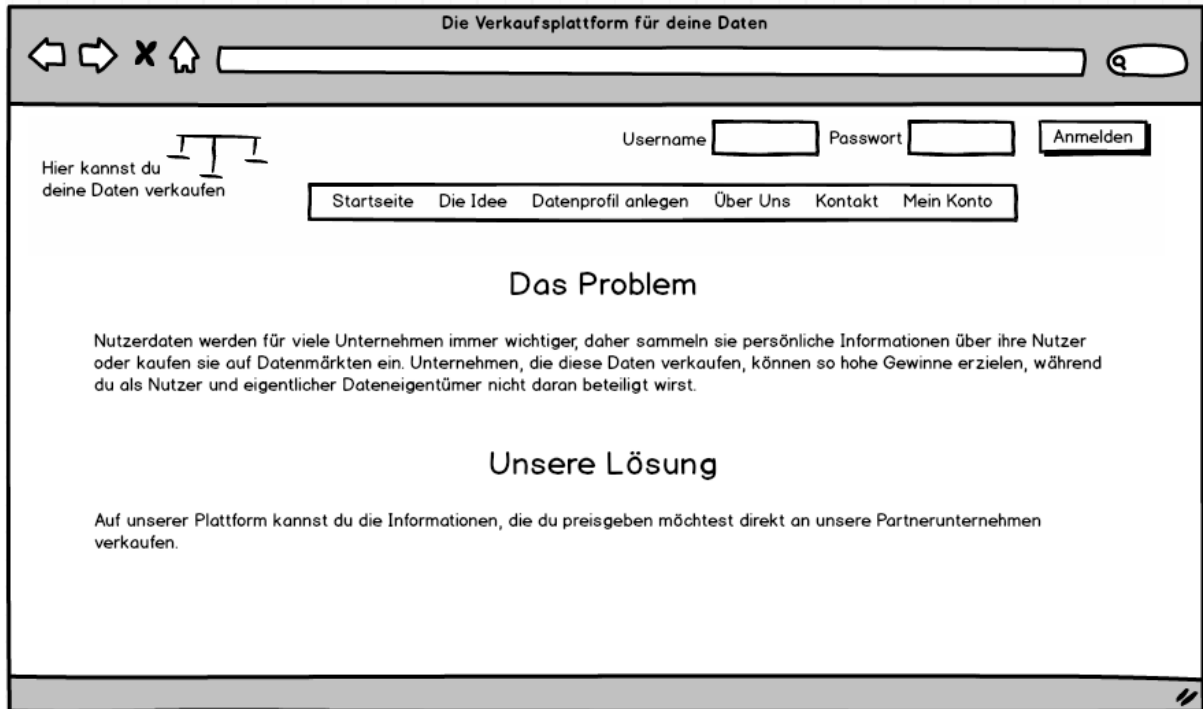 Die Verkaufsplattform für deine Daten
Username
Passwort
Anmelden
Hier kannst du
deine Daten verkaufen
Startseite Die Idee Datenprofil anlegen Über Uns Kontakt Mein Konto
Das Problem
Nutzerdaten werden für viele Unternehmen immer wichtiger, daher sammeln sie persönliche Informationen über ihre Nutzer
oder kaufen sie auf Datenmärkten ein. Unternehmen, die diese Daten verkaufen, können so hohe Gewinne erzielen, während
du als Nutzer und eigentlicher Dateneigentümer nicht daran beteiligt wirst.
Unsere Lösung
Auf unserer Plattform kannst du die Informationen, die du preisgeben möchtest direkt an unsere Partnerunternehmen
verkaufen.